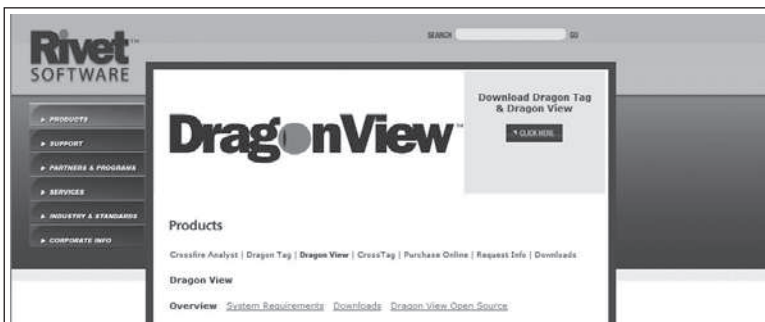 Rivet™
SOFTWARE
SEARCH GO
PRODUCTS
SUPPORT
PARTNERS & PROGRAMS
SERVICES
INDUSTRY & STANDARDS
CORPORATE INFO
DragonView™
Download Dragon Tag
& Dragon View
CLICK HERE
Products
Crossfire Analyst | Dragon Tag | Dragon View | CrossTag | Purchase Online | Request Info | Downloads
Dragon View
Overview System Requirements Downloads Dragon View Open Source